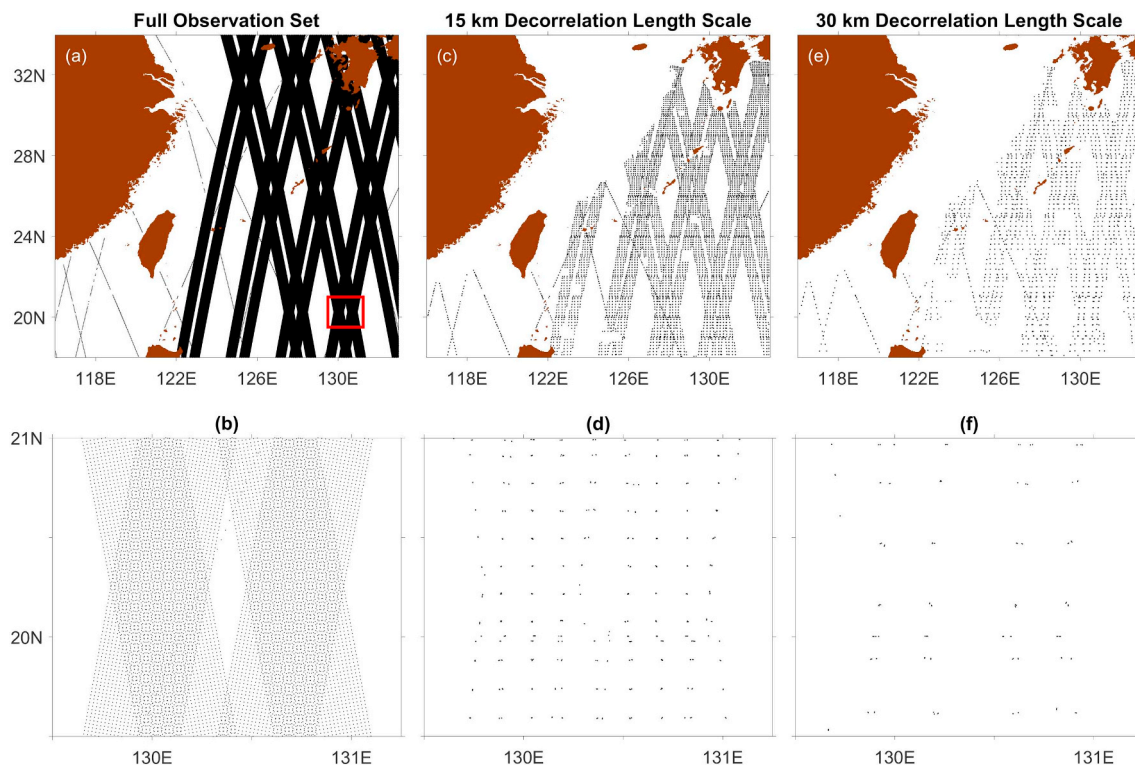 Full Observation Set 15 km Decorrelation Length Scale 30 km Decorrelation Length Scale
(a) (c) (e)
32N
28N
24N
20N
118E 122E 126E 130E 118E 122E 126E 130E 118E 122E 126E 130E
(b) (d) (f)
21N
20N
130E 131E 130E 131E 130E 131E